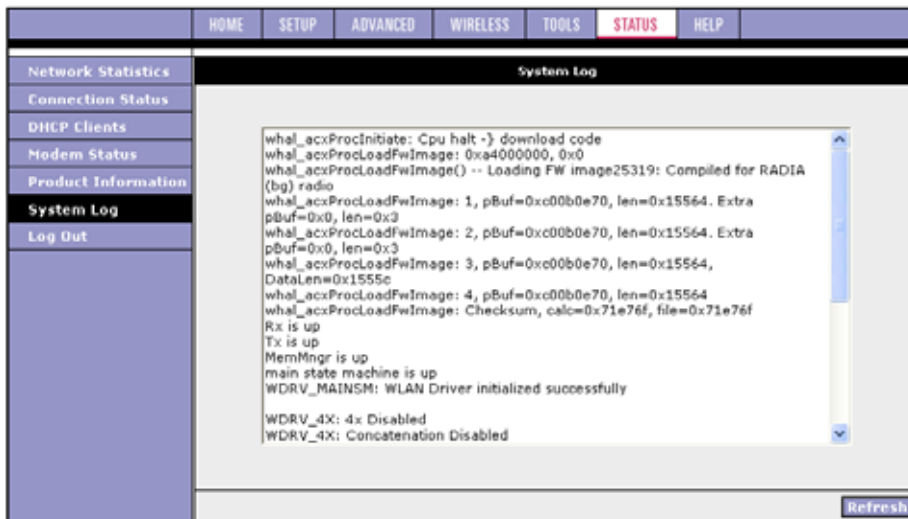 HOME SETUP ADVANCED WIRELESS TOOLS STATUS HELP
Network Statistics
Connection Status
DHCP Clients
Modem Status
Product Information
System Log
Log Out
System Log
whal_acxProcInitiate: Cpu halt -} download code
whal_acxProcLoadFwImage: 0xa4000000, 0x0
whal_acxProcLoadFwImage() -- Loading FW image25319: Compiled for RADIA
(bg) radio
whal_acxProcLoadFwImage: 1, pBuf=0xc00b0e70, len=0x15564. Extra
pBuf=0x0, len=0x3
whal_acxProcLoadFwImage: 2, pBuf=0xc00b0e70, len=0x15564. Extra
pBuf=0x0, len=0x3
whal_acxProcLoadFwImage: 3, pBuf=0xc00b0e70, len=0x15564,
DataLen=0x1555c
whal_acxProcLoadFwImage: 4, pBuf=0xc00b0e70, len=0x15564
whal_acxProcLoadFwImage: Checksum, calc=0x71e76f, file=0x71e76f
Rx is up
Tx is up
MemMngr is up
main state machine is up
WDRV_MAINSM: WLAN Driver initialized successfully
WDRV_4X: 4x Disabled
WDRV_4X: Concatenation Disabled
Refresh